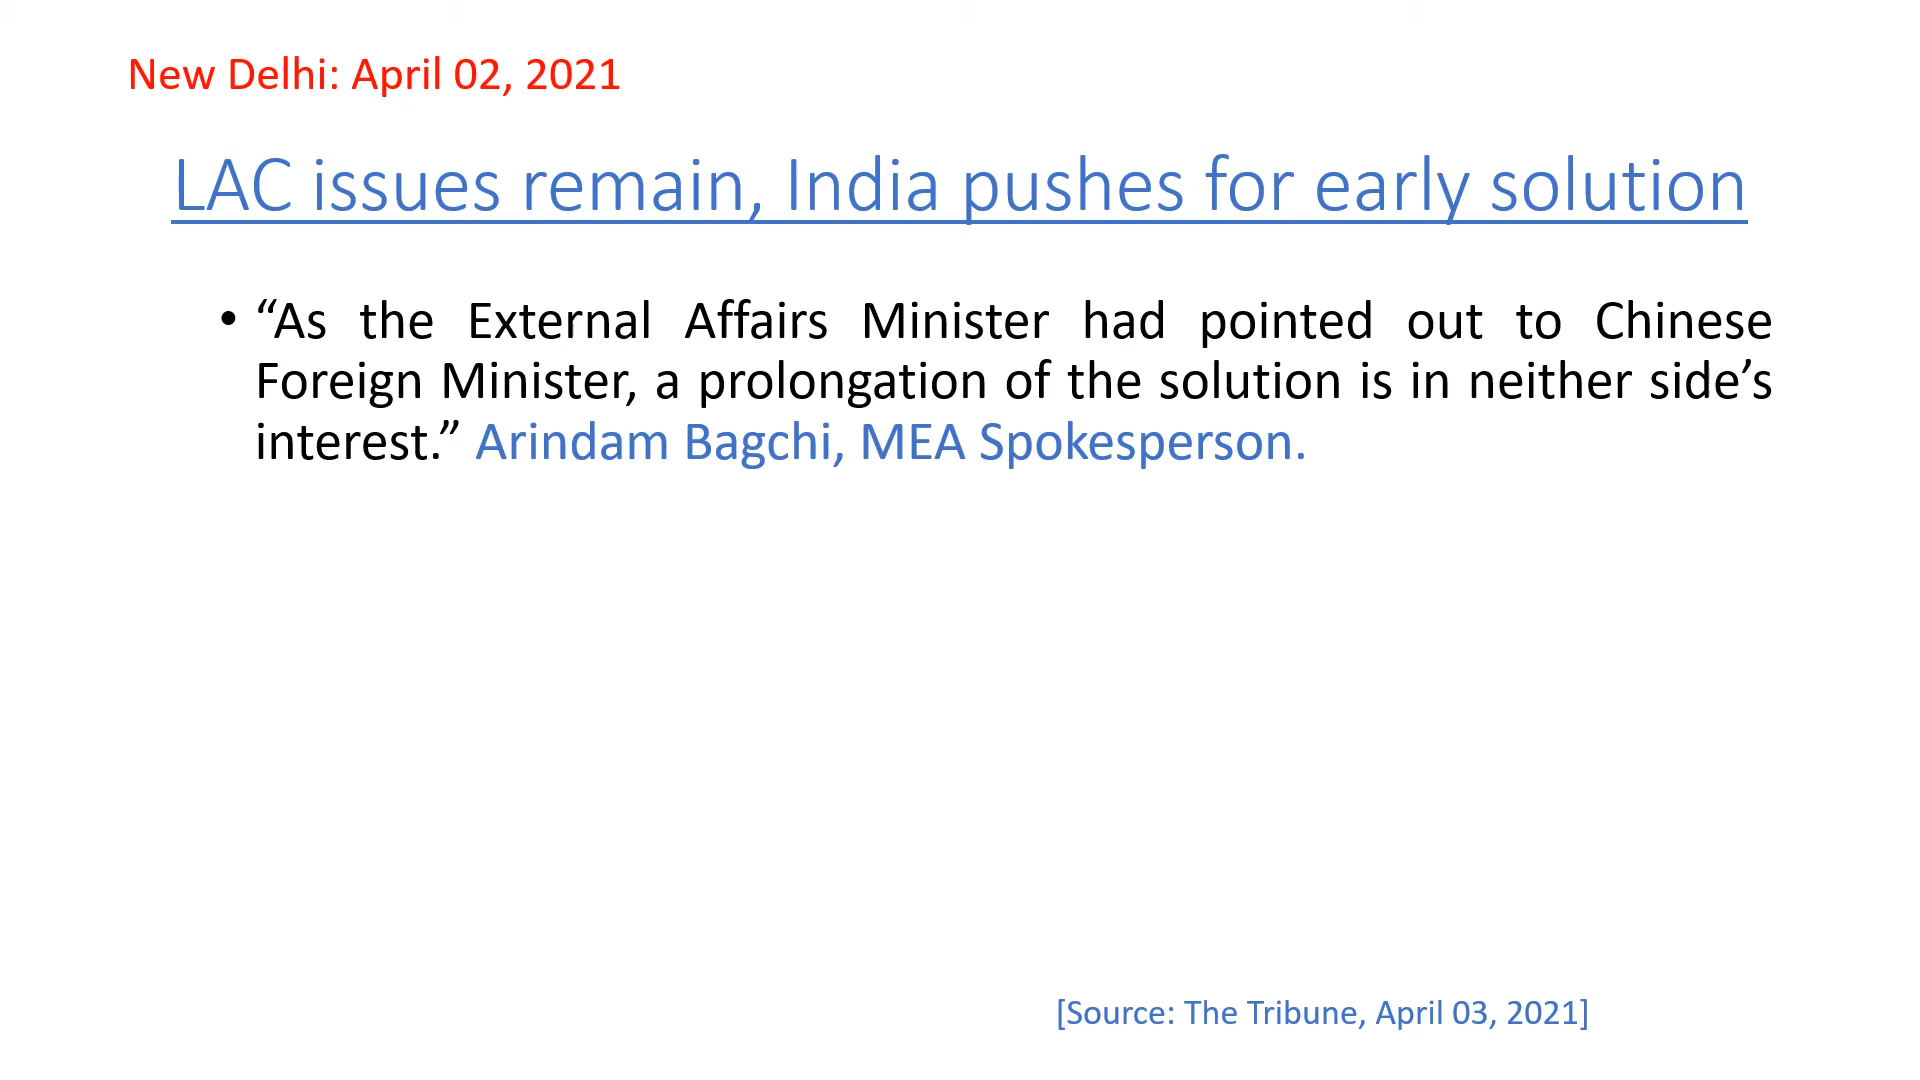 New Delhi: April 02, 2021
LAC issues remain, India pushes for early solution
• “As the External Affairs Minister had pointed out to Chinese
Foreign Minister, a prolongation of the solution is in neither side’s
interest.” Arindam Bagchi, MEA Spokesperson.
[Source: The Tribune, April 03, 2021]